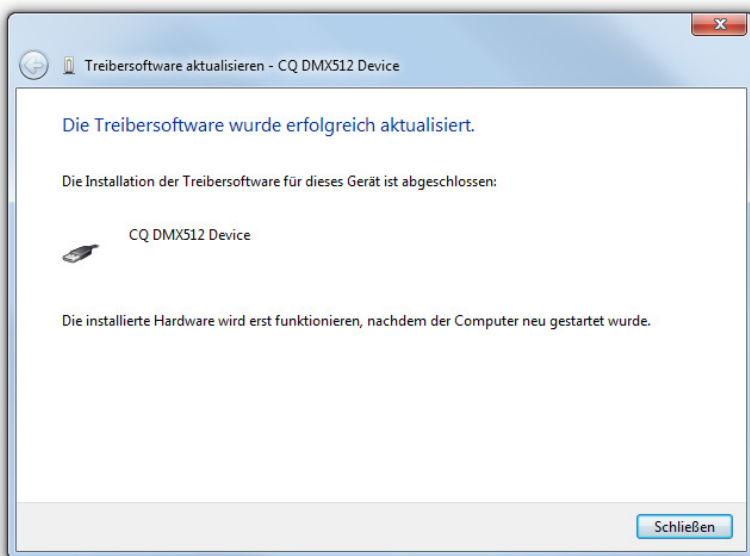 Treibersoftware aktualisieren - CQ DMX512 Device
Die Treibersoftware wurde erfolgreich aktualisiert.
Die Installation der Treibersoftware für dieses Gerät ist abgeschlossen:
CQ DMX512 Device
Die installierte Hardware wird erst funktionieren, nachdem der Computer neu gestartet wurde.
Schließen